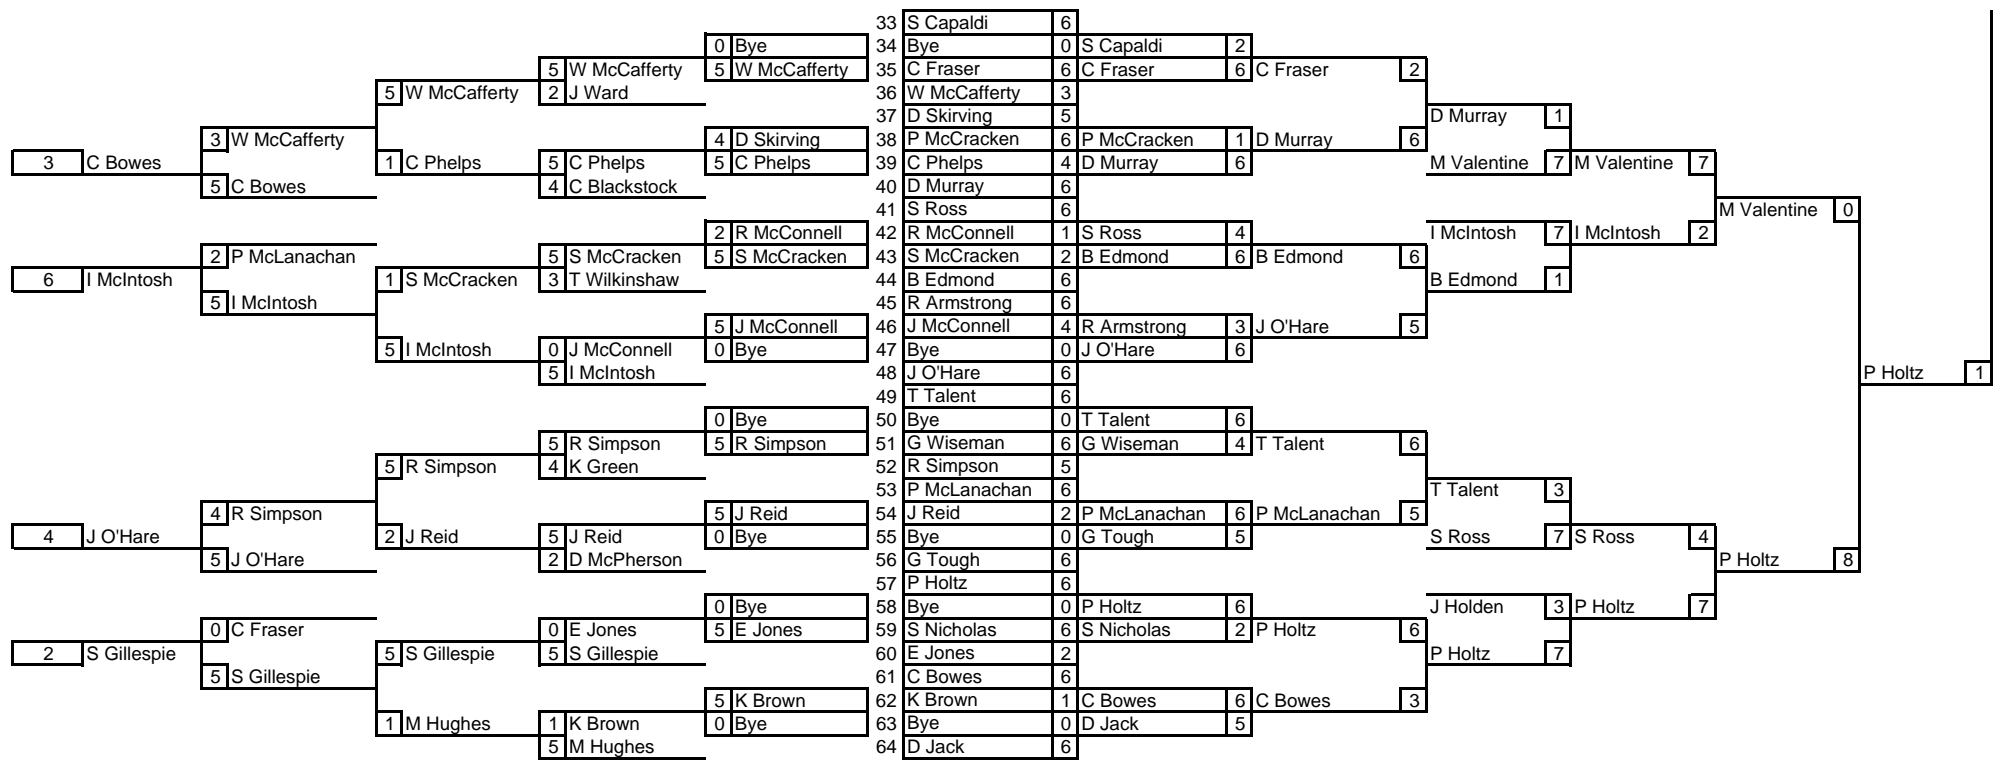 33 S Capaldi 6
0 Bye 34 Bye 0 S Capaldi 2
5 W McCafferty 5 W McCafferty 35 C Fraser 6 C Fraser 6 C Fraser 2
5 W McCafferty 2 J Ward 36 W McCafferty 3
37 D Skirving 5 D Murray 1
3 W McCafferty 4 D Skirving 38 P McCracken 6 P McCracken 1 D Murray 6
3 C Bowes 1 C Phelps 5 C Phelps 5 C Phelps 39 C Phelps 4 D Murray 6 M Valentine 7 M Valentine 7
5 C Bowes 4 C Blackstock 40 D Murray 6
41 S Ross 6 M Valentine 0
2 R McConnell 42 R McConnell 1 S Ross 4 I McIntosh 7 I McIntosh 2
2 P McLanachan 5 S McCracken 5 S McCracken 43 S McCracken 2 B Edmond 6 B Edmond 6
6 I McIntosh 1 S McCracken 3 T Wilkinshaw 44 B Edmond 6 B Edmond 1
5 I McIntosh 45 R Armstrong 6
5 J McConnell 46 J McConnell 4 R Armstrong 3 J O'Hare 5
5 I McIntosh 0 J McConnell 0 Bye 47 Bye 0 J O'Hare 6
5 I McIntosh 48 J O'Hare 6 P Holtz 1
49 T Talent 6
0 Bye 50 Bye 0 T Talent 6
5 R Simpson 5 R Simpson 51 G Wiseman 6 G Wiseman 4 T Talent 6
5 R Simpson 4 K Green 52 R Simpson 5
53 P McLanachan 6 T Talent 3
4 R Simpson 5 J Reid 54 J Reid 2 P McLanachan 6 P McLanachan 5
4 J O'Hare 2 J Reid 5 J Reid 0 Bye 55 Bye 0 G Tough 5 S Ross 7 S Ross 4
5 J O'Hare 2 D McPherson 56 G Tough 6 P Holtz 8
57 P Holtz 6
0 Bye 58 Bye 0 P Holtz 6 J Holden 3 P Holtz 7
0 C Fraser 0 E Jones 5 E Jones 59 S Nicholas 6 S Nicholas 2 P Holtz 6
2 S Gillespie 5 S Gillespie 5 S Gillespie 60 E Jones 2 P Holtz 7
5 S Gillespie 61 C Bowes 6
5 K Brown 62 K Brown 1 C Bowes 6 C Bowes 3
1 M Hughes 1 K Brown 0 Bye 63 Bye 0 D Jack 5
5 M Hughes 64 D Jack 6